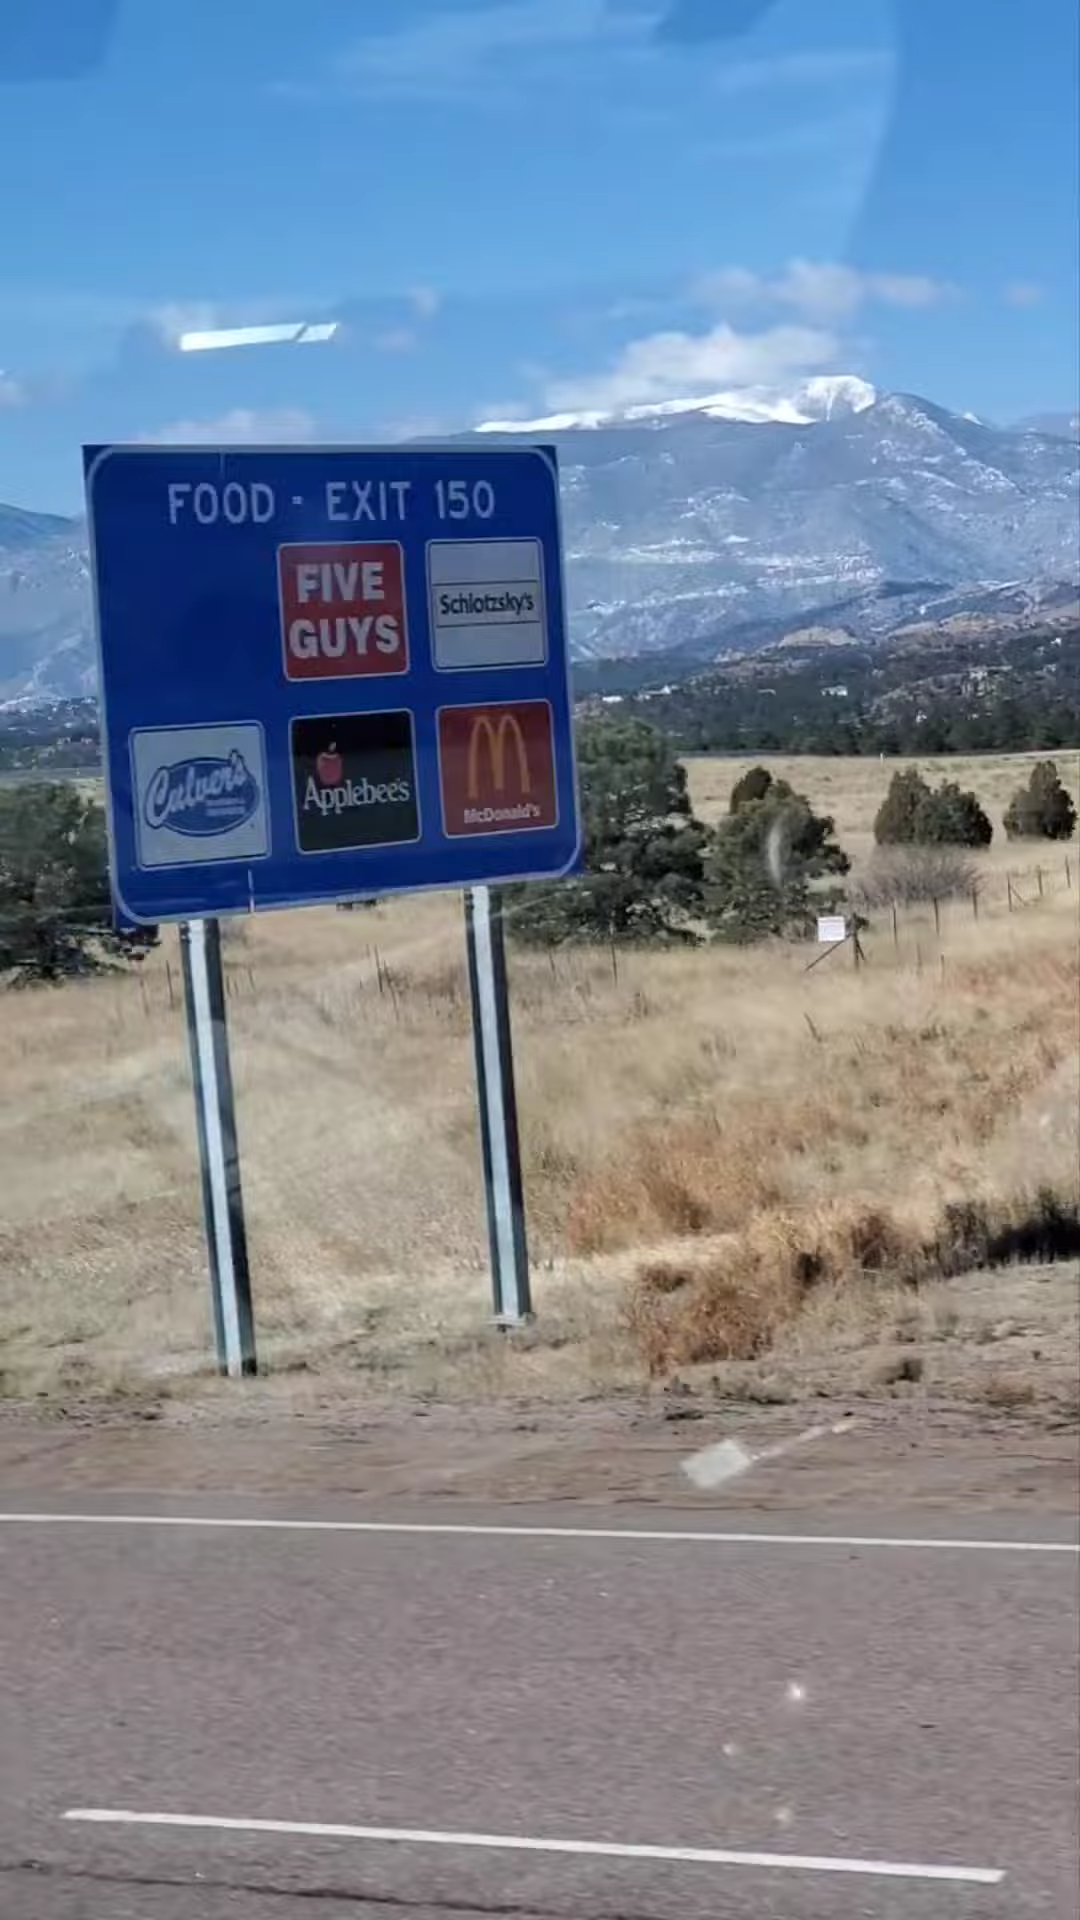 FOOD - EXIT 150
FIVE
GUYS
Schlotzsky's
Culver's
Applebee's
McDonald's